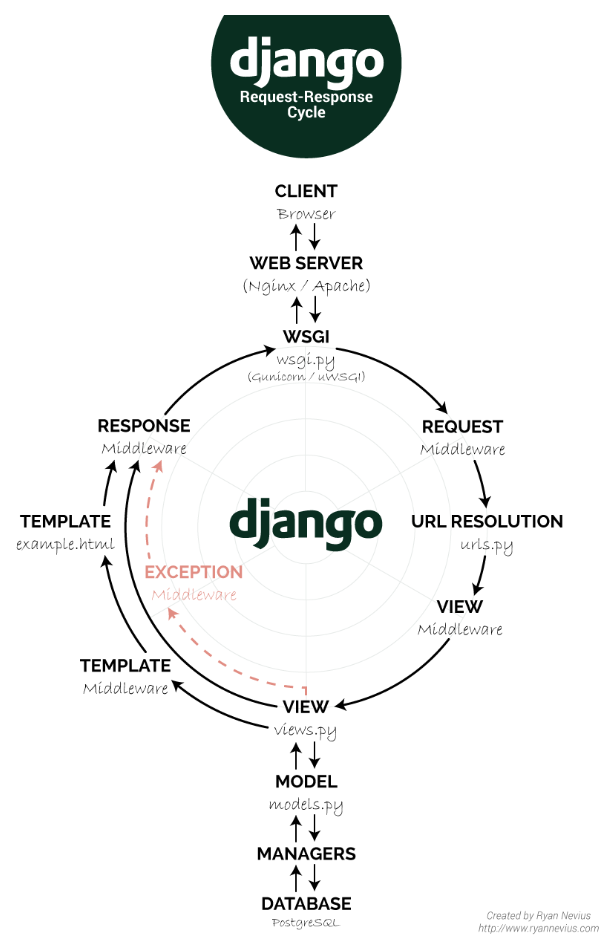 django
Request-Response
Cycle
CLIENT
Browser
WEB SERVER
(Nginx / Apache)
WSGI
wsgi.py
(Gunicorn / uWSGI)
RESPONSE
Middleware
REQUEST
Middleware
django
TEMPLATE
example.html
URL RESOLUTION
urls.py
EXCEPTION
Middleware
VIEW
Middleware
TEMPLATE
Middleware
VIEW
views.py
MODEL
models.py
MANAGERS
DATABASE
PostgreSQL
Created by Ryan Nevius
http://www.ryannevius.com